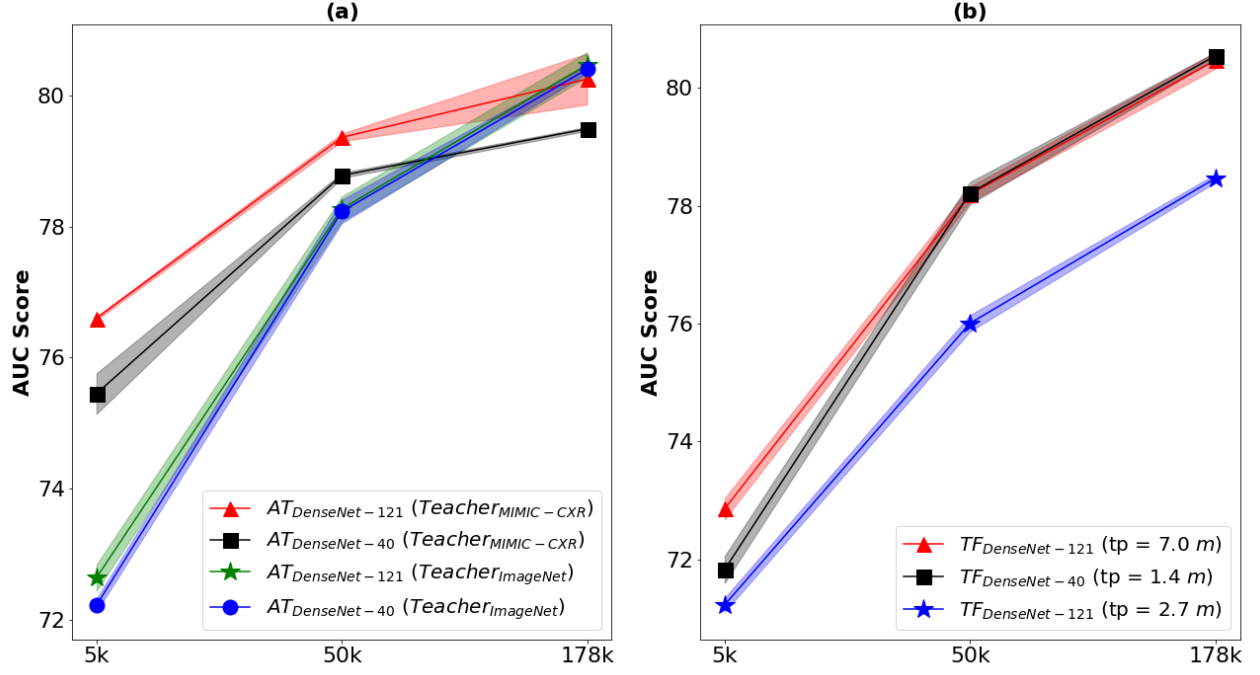 (a)
AUC Score
80
78
76
74
72
5k
50k
178k
AT_DenseNet−121 (Teacher_MIMIC−CXR)
AT_DenseNet−40 (Teacher_MIMIC−CXR)
AT_DenseNet−121 (Teacher_ImageNet)
AT_DenseNet−40 (Teacher_ImageNet)
(b)
AUC Score
80
78
76
74
72
5k
50k
178k
TF_DenseNet−121 (tp = 7.0 m)
TF_DenseNet−40 (tp = 1.4 m)
TF_DenseNet−121 (tp = 2.7 m)